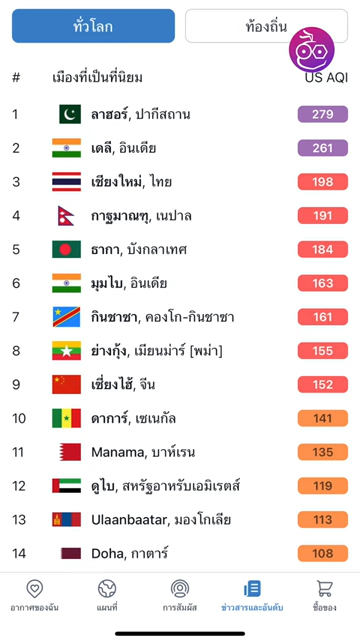 ทั่วโลก ท้องถิ่น
# เมืองที่เป็นที่นิยม US AQI
1 ลาฮอร์, ปากีสถาน 279
2 เดลี, อินเดีย 261
3 เชียงใหม่, ไทย 198
4 กาฐมาณฑุ, เนปาล 191
5 ธากา, บังกลาเทศ 184
6 มุมไบ, อินเดีย 163
7 กินชาซา, คองโก-กินชาซา 161
8 ย่างกุ้ง, เมียนม่าร์ [พม่า] 155
9 เซี่ยงไฮ้, จีน 152
10 ดาการ์, เซเนกัล 141
11 Manama, บาห์เรน 135
12 ดูไบ, สหรัฐอาหรับเอมิเรตส์ 119
13 Ulaanbaatar, มองโกเลีย 113
14 Doha, กาตาร์ 108
อากาศของฉัน แผนที่ การสัมผัส ข่าวสารและอันดับ ซื้อของ